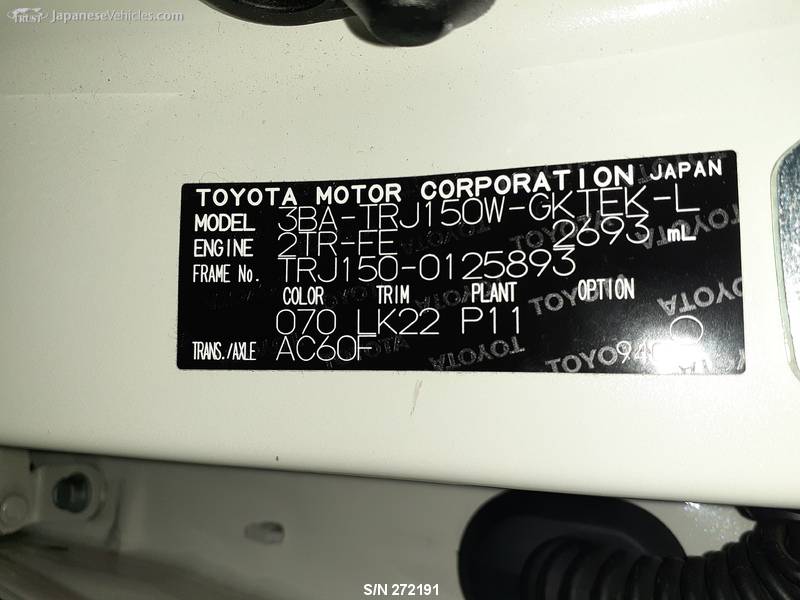 TRUST JapaneseVehicles.com
TOYOTA MOTOR CORPORATION JAPAN
MODEL 3BA-TRJ150W-GKTEK-L
ENGINE 2TR-FE 2693 mL
FRAME No. TRJ150-0125893
COLOR TRIM PLANT OPTION
070 LK22 P11
TRANS./AXLE AC60F
S/N 272191